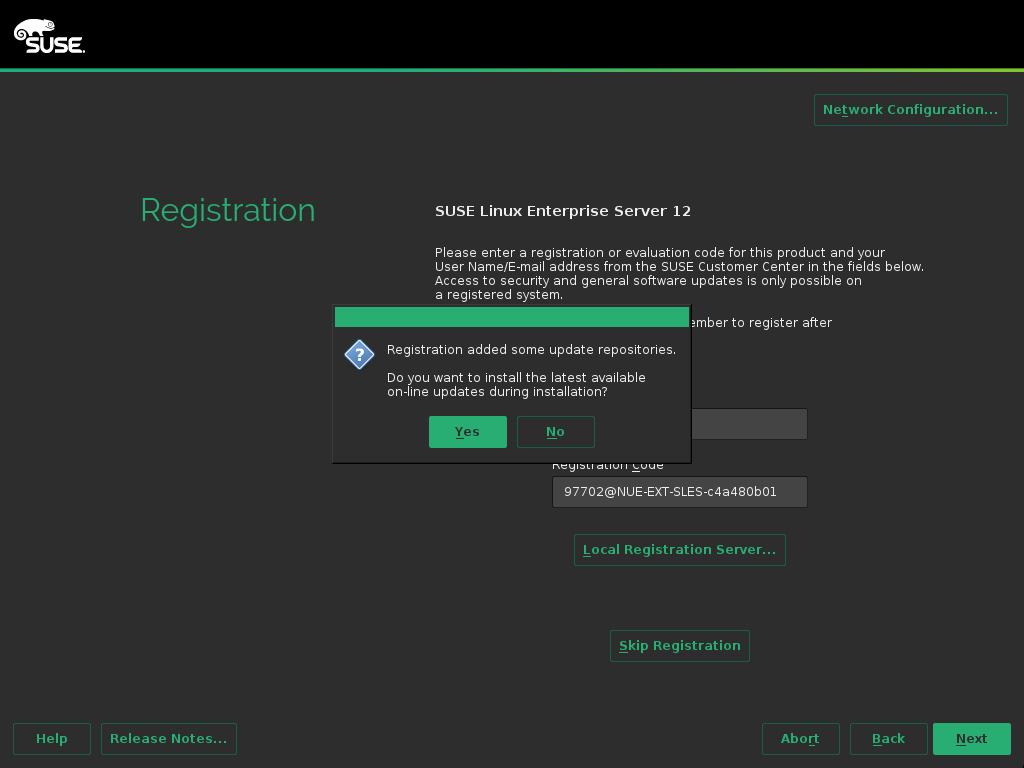 SUSE
Network Configuration...
Registration
SUSE Linux Enterprise Server 12
Please enter a registration or evaluation code for this product and your
User Name/E-mail address from the SUSE Customer Center in the fields below.
Access to security and general software updates is only possible on
a registered system.
to register after
?
Registration added some update repositories.
Do you want to install the latest available
on-line updates during installation?
Yes
No
Registration Code
97702@NUE-EXT-SLES-c4a480b01
Local Registration Server...
Skip Registration
Help
Release Notes...
Abort
Back
Next